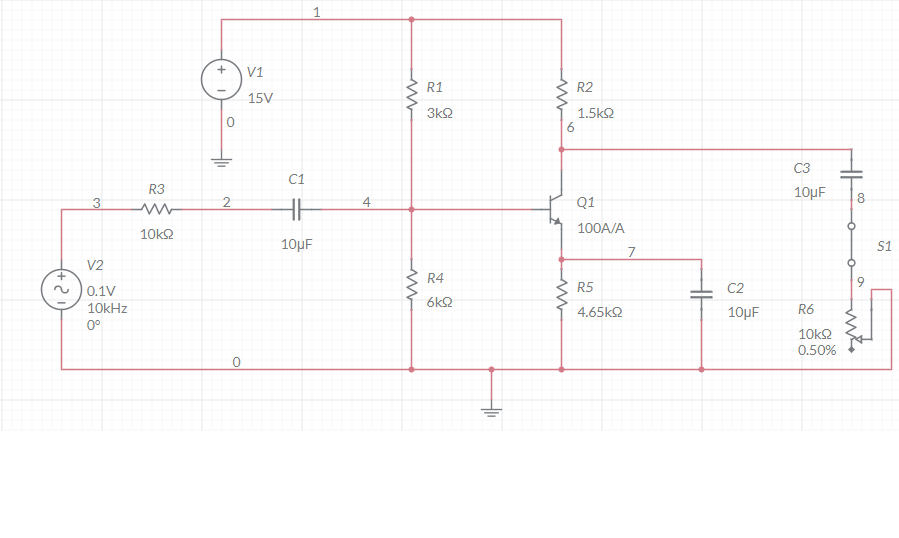 1
V1
15V
0
R1
3kΩ
R2
1.5kΩ
6
C3
10µF
8
R3
10kΩ
3
2
C1
10µF
4
Q1
100A/A
7
S1
9
V2
0.1V
10kHz
0°
R4
6kΩ
R5
4.65kΩ
C2
10µF
R6
10kΩ
0.50%
0